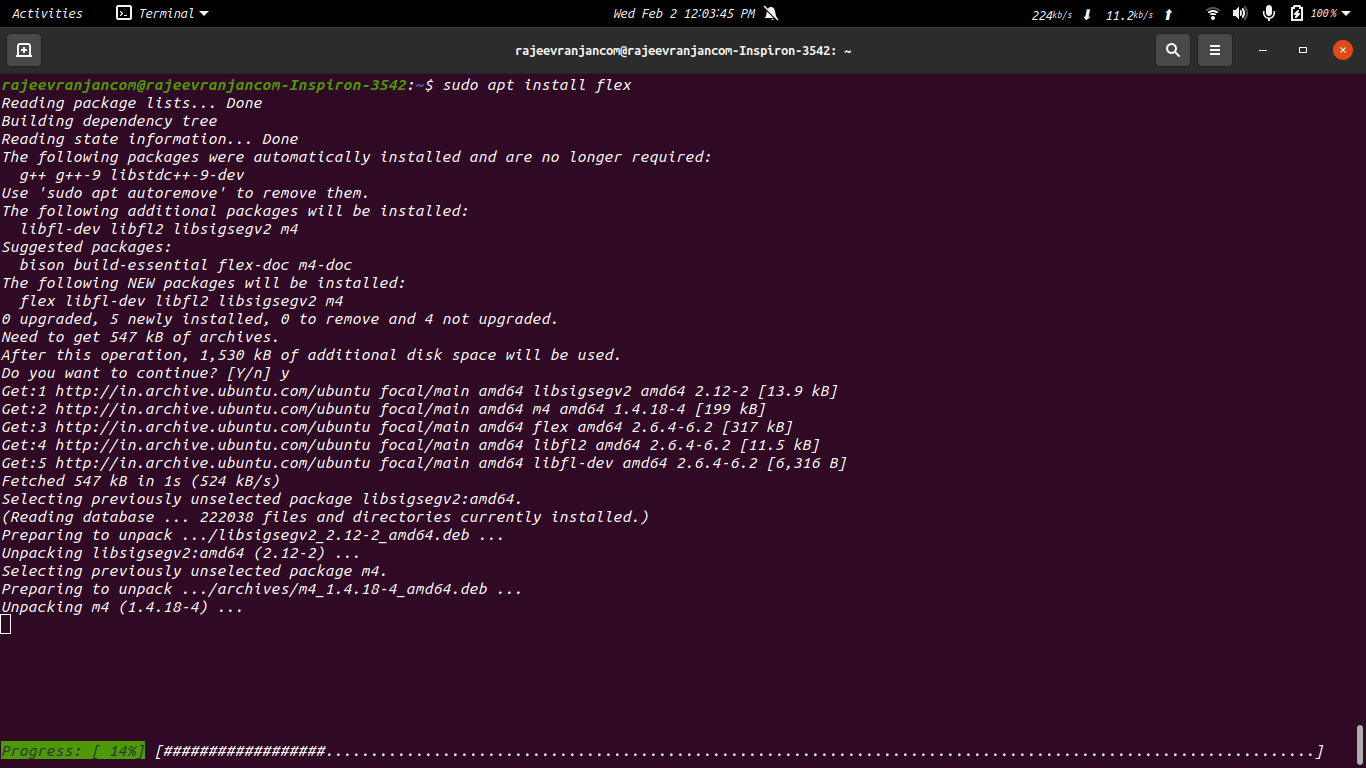 Activities Terminal Wed Feb 2 12:03:45 PM 224kb/s 11.2kb/s 100%
rajeevranjancom@rajeevranjancom-Inspiron-3542: ~
rajeevranjancom@rajeevranjancom-Inspiron-3542:~$ sudo apt install flex
Reading package lists... Done
Building dependency tree
Reading state information... Done
The following packages were automatically installed and are no longer required:
  g++ g++-9 libstdc++-9-dev
Use 'sudo apt autoremove' to remove them.
The following additional packages will be installed:
  libfl-dev libfl2 libsigsegv2 m4
Suggested packages:
  bison build-essential flex-doc m4-doc
The following NEW packages will be installed:
  flex libfl-dev libfl2 libsigsegv2 m4
0 upgraded, 5 newly installed, 0 to remove and 4 not upgraded.
Need to get 547 kB of archives.
After this operation, 1,530 kB of additional disk space will be used.
Do you want to continue? [Y/n] y
Get:1 http://in.archive.ubuntu.com/ubuntu focal/main amd64 libsigsegv2 amd64 2.12-2 [13.9 kB]
Get:2 http://in.archive.ubuntu.com/ubuntu focal/main amd64 m4 amd64 1.4.18-4 [199 kB]
Get:3 http://in.archive.ubuntu.com/ubuntu focal/main amd64 flex amd64 2.6.4-6.2 [317 kB]
Get:4 http://in.archive.ubuntu.com/ubuntu focal/main amd64 libfl2 amd64 2.6.4-6.2 [11.5 kB]
Get:5 http://in.archive.ubuntu.com/ubuntu focal/main amd64 libfl-dev amd64 2.6.4-6.2 [6,316 B]
Fetched 547 kB in 1s (524 kB/s)
Selecting previously unselected package libsigsegv2:amd64.
(Reading database ... 222038 files and directories currently installed.)
Preparing to unpack .../libsigsegv2_2.12-2_amd64.deb ...
Unpacking libsigsegv2:amd64 (2.12-2) ...
Selecting previously unselected package m4.
Preparing to unpack .../archives/m4_1.4.18-4_amd64.deb ...
Unpacking m4 (1.4.18-4) ...
Progress: [ 14%] [##################..............................................................................................................]